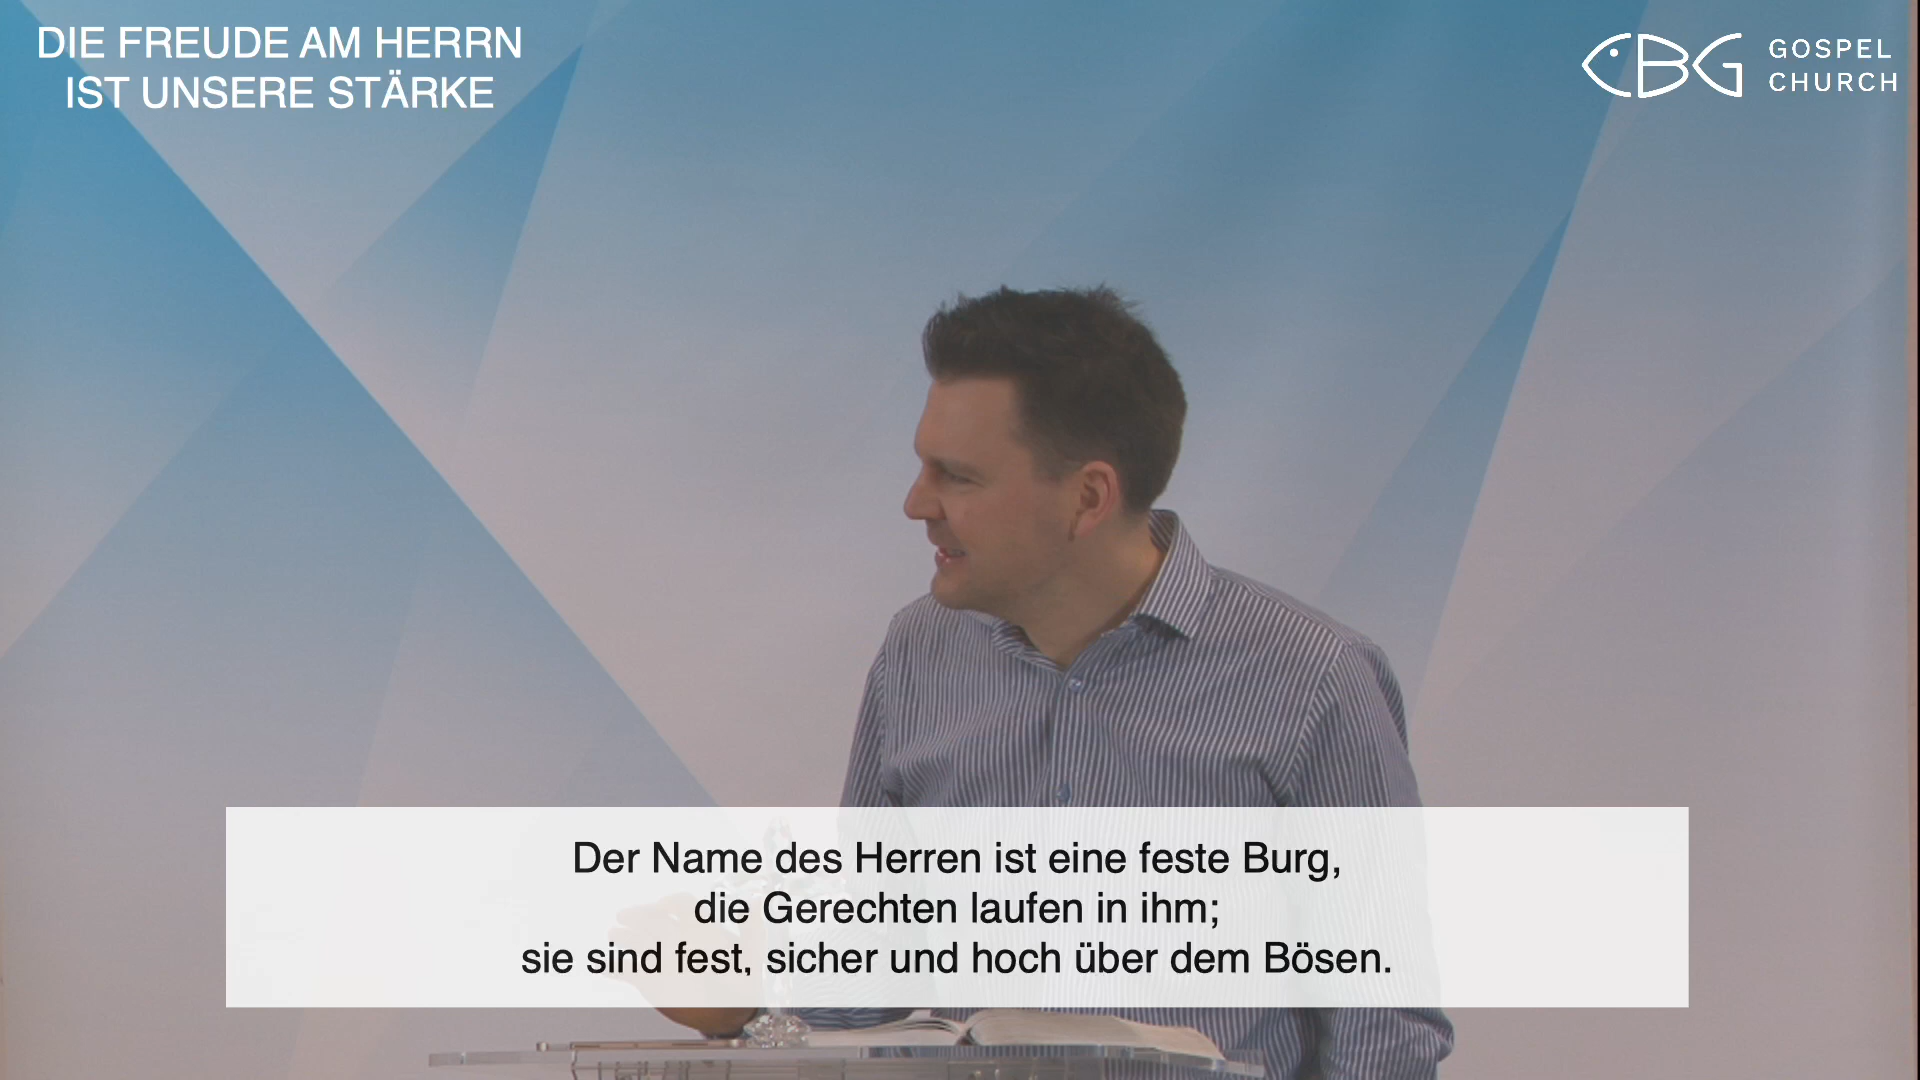 DIE FREUDE AM HERRN
IST UNSERE STÄRKE
CBG
GOSPEL
CHURCH
Der Name des Herren ist eine feste Burg,
die Gerechten laufen in ihm;
sie sind fest, sicher und hoch über dem Bösen.